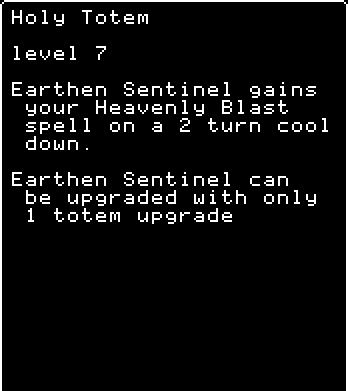 Holy Totem
level 7
Earthen Sentinel gains
your Heavenly Blast
spell on a 2 turn cool
down.
Earthen Sentinel can
be upgraded with only
1 totem upgrade